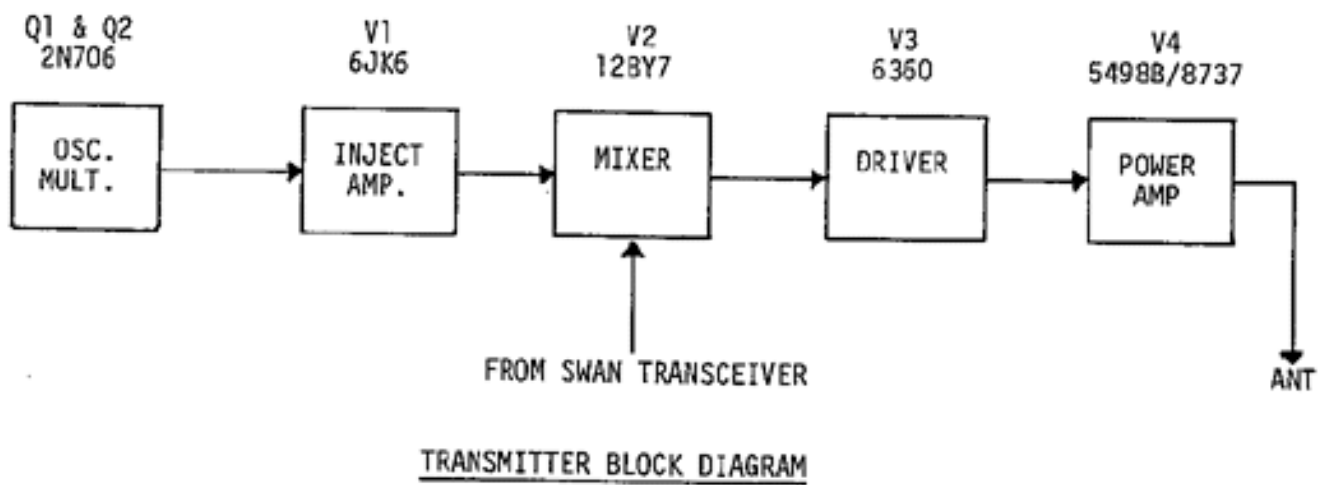 Q1 & Q2
2N706
V1
6JK6
V2
12BY7
V3
6360
V4
5498B/8737
OSC.
MULT.
INJECT
AMP.
MIXER
DRIVER
POWER
AMP
FROM SWAN TRANSCEIVER
ANT
TRANSMITTER BLOCK DIAGRAM